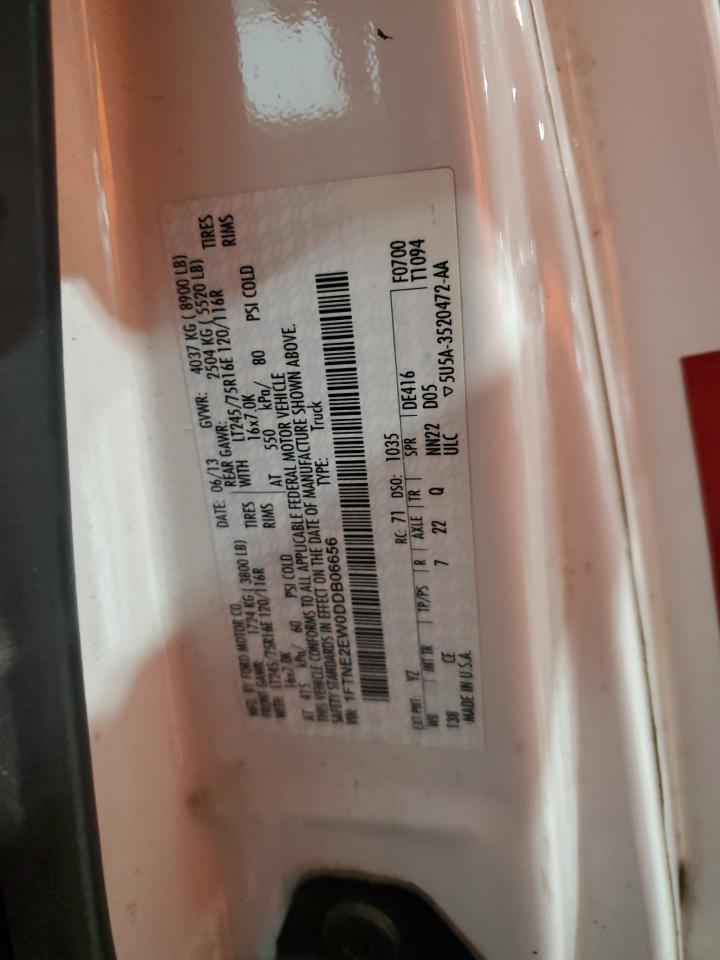 MFG. BY FORD MOTOR CO. DATE: 06/13 GVWR: 4037 KG ( 8900 LB)
FRONT GAWR: 1724 KG ( 3800 LB) REAR GAWR: 2504 KG ( 5520 LB)
WITH LT245/75R16E 120/116R TIRES WITH LT245/75R16E 120/116R TIRES
16x7.0K RIMS 16x7.0K RIMS
AT 415 kPa/ 60 PSI COLD AT 550 kPa/ 80 PSI COLD
THIS VEHICLE CONFORMS TO ALL APPLICABLE FEDERAL MOTOR VEHICLE
SAFETY STANDARDS IN EFFECT ON THE DATE OF MANUFACTURE SHOWN ABOVE.
VIN: 1FTNE2EW0DDB06656 TYPE: Truck
F0700
T1094
EXT PNT: YZ RC: 71 DSO: 1035
WB INT TR TP/PS R AXLE TR SPR DE416
138 CE 7 22 Q NN22 D05
MADE IN U.S.A. ULC ▽5U5A-3520472-AA